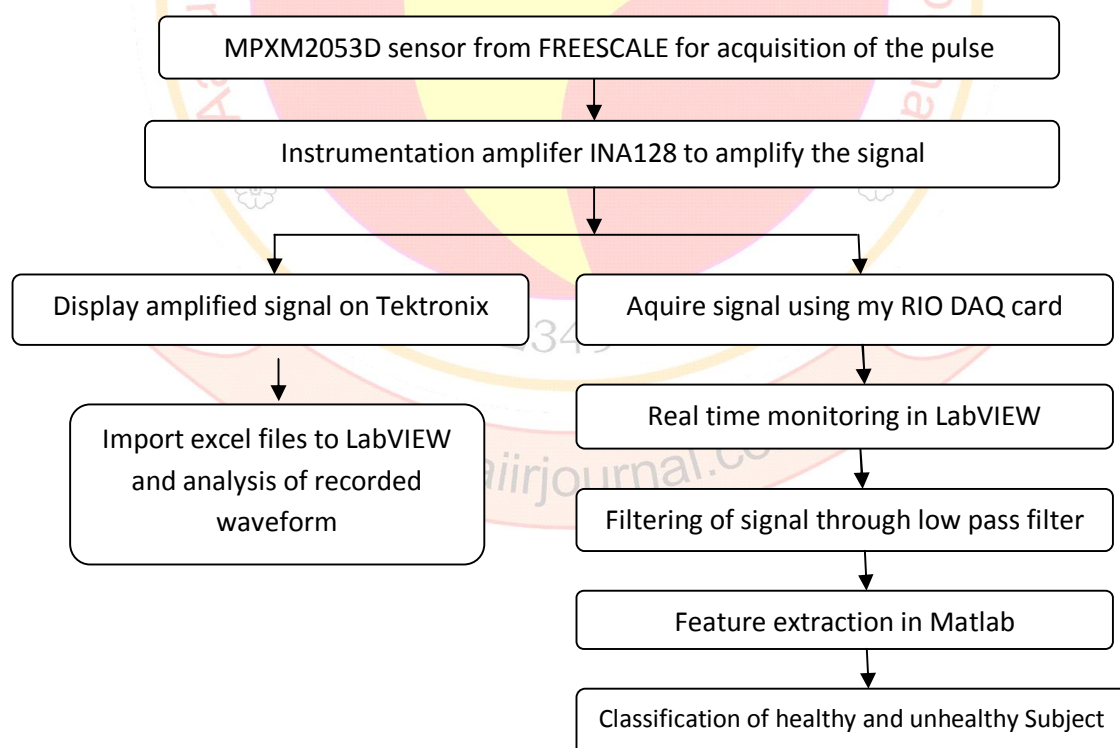 MPXM2053D sensor from FREESCALE for acquisition of the pulse
Instrumentation amplifer INA128 to amplify the signal
Display amplified signal on Tektronix
Aquire signal using my RIO DAQ card
Import excel files to LabVIEW
and analysis of recorded
waveform
Real time monitoring in LabVIEW
Filtering of signal through low pass filter
Feature extraction in Matlab
Classification of healthy and unhealthy Subject